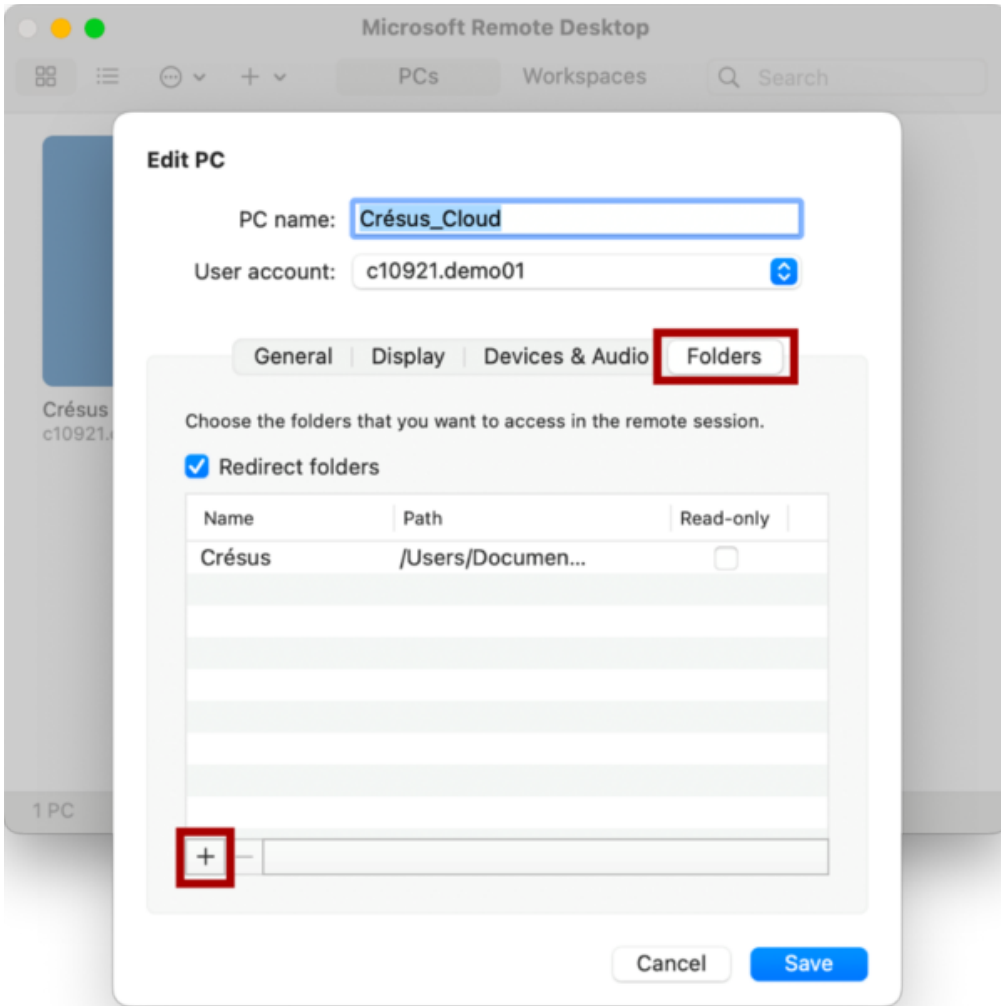 Microsoft Remote Desktop
PCs Workspaces Search
Edit PC
PC name: Crésus_Cloud
User account: c10921.demo01
General Display Devices & Audio Folders
Crésus
c10921.
Choose the folders that you want to access in the remote session.
Redirect folders
Name Path Read-only
Crésus /Users/Documen...
1 PC
+ −
Cancel Save